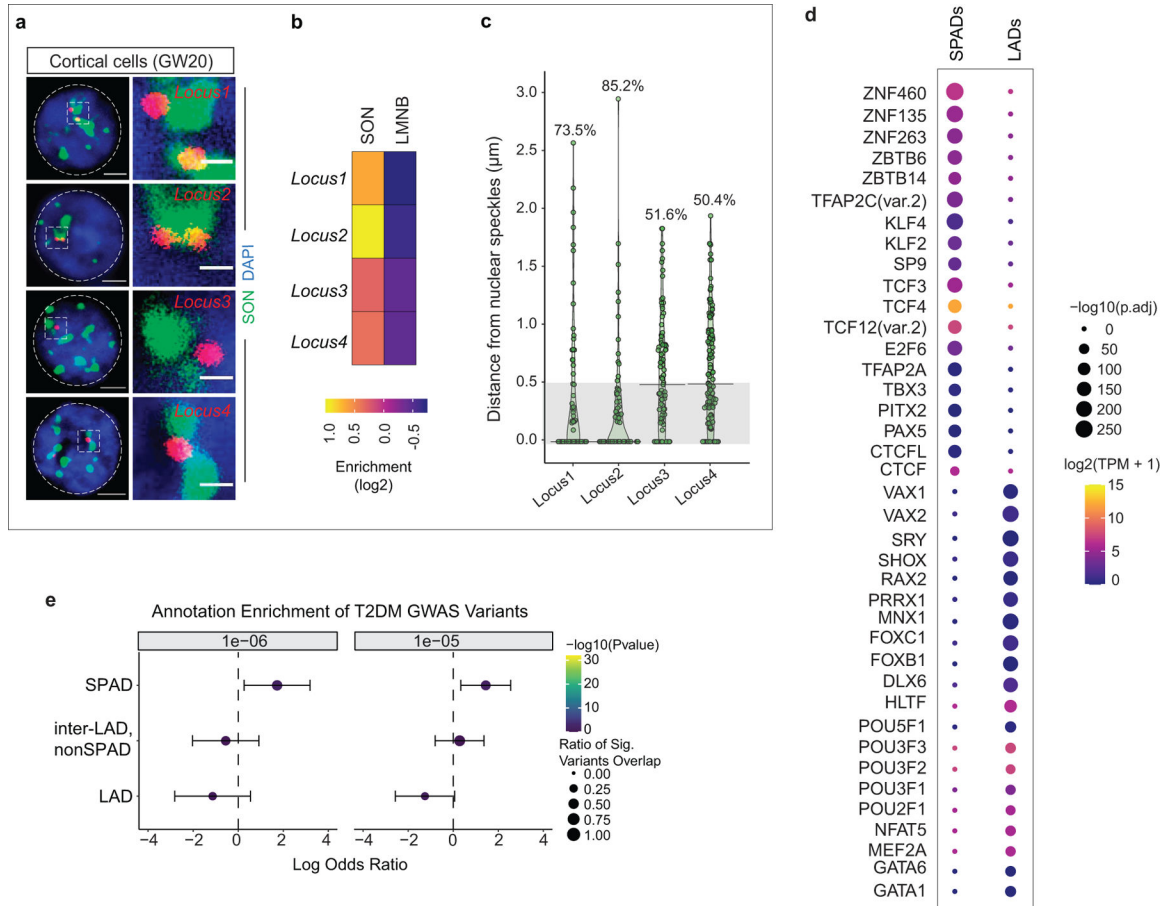 a
Cortical cells (GW20)
Locus1
Locus2
Locus3
Locus4
SON DAPI
b
SON
LMNB
Locus1
Locus2
Locus3
Locus4
1.0
0.5
0.0
-0.5
Enrichment
(log2)
c
Distance from nuclear speckles (µm)
3.0
2.5
2.0
1.5
1.0
0.5
0.0
73.5%
85.2%
51.6%
50.4%
Locus1
Locus2
Locus3
Locus4
d
SPADs
LADs
ZNF460
ZNF135
ZNF263
ZBTB6
ZBTB14
TFAP2C(var.2)
KLF4
KLF2
SP9
TCF3
TCF4
TCF12(var.2)
E2F6
TFAP2A
TBX3
PITX2
PAX5
CTCFL
CTCF
VAX1
VAX2
SRY
SHOX
RAX2
PRRX1
MNX1
FOXC1
FOXB1
DLX6
HLTF
POU5F1
POU3F3
POU3F2
POU3F1
POU2F1
NFAT5
MEF2A
GATA6
GATA1
−log10(p.adj)
0
50
100
150
200
250
log2(TPM + 1)
15
10
5
0
e
Annotation Enrichment of T2DM GWAS Variants
1e−06
1e−05
SPAD
inter-LAD,
nonSPAD
LAD
−4
−2
0
2
4
−4
−2
0
2
4
Log Odds Ratio
−log10(Pvalue)
30
20
10
0
Ratio of Sig.
Variants Overlap
0.00
0.25
0.50
0.75
1.00